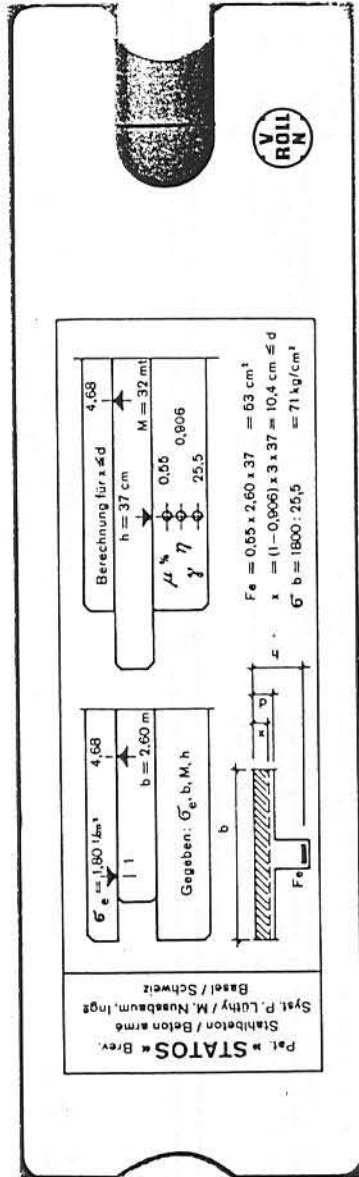 Pat. » STATOS « Brev.
Stahlbeton / Beton armé
Syst. P. Lüthy / M. Nussbaum, Ings
Basel / Schweiz
σe = 1,80 t/cm²
4,68
1
b = 2,60 m
Gegeben: σe, b, M, h
Berechnung für x ≤ d
4,68
h = 37 cm
M = 32 mt
μ % 0,55
η 0,906
γ 25,5
b
x
d
h
Fe
Fe = 0,55 x 2,60 x 37 = 53 cm²
x = (1-0,906) x 3 x 37 = 10,4 cm ≤ d
σ b = 1800 : 25,5 = 71 kg/cm²
V
ROLL
N